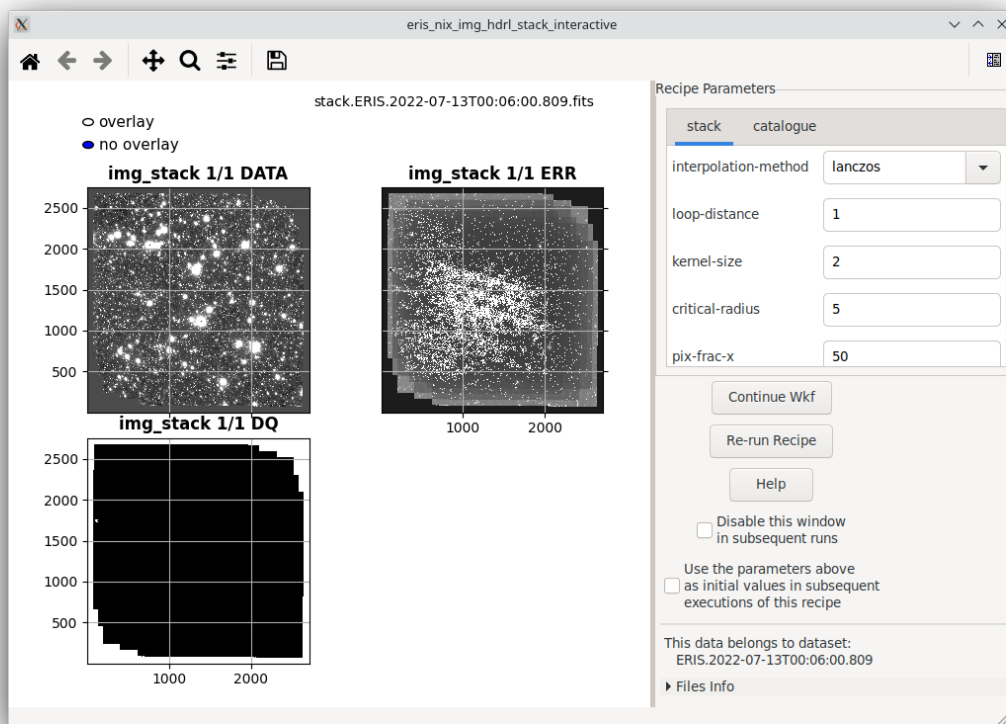 eris_nix_img_hdrl_stack_interactive
stack.ERIS.2022-07-13T00:06:00.809.fits
overlay
no overlay
img_stack 1/1 DATA
2500
2000
1500
1000
500
img_stack 1/1 ERR
1000
2000
img_stack 1/1 DQ
2500
2000
1500
1000
500
1000
2000
Recipe Parameters
stack catalogue
interpolation-method lanczos
loop-distance 1
kernel-size 2
critical-radius 5
pix-frac-x 50
Continue Wkf
Re-run Recipe
Help
Disable this window
in subsequent runs
Use the parameters above
as initial values in subsequent
executions of this recipe
This data belongs to dataset:
ERIS.2022-07-13T00:06:00.809
Files Info